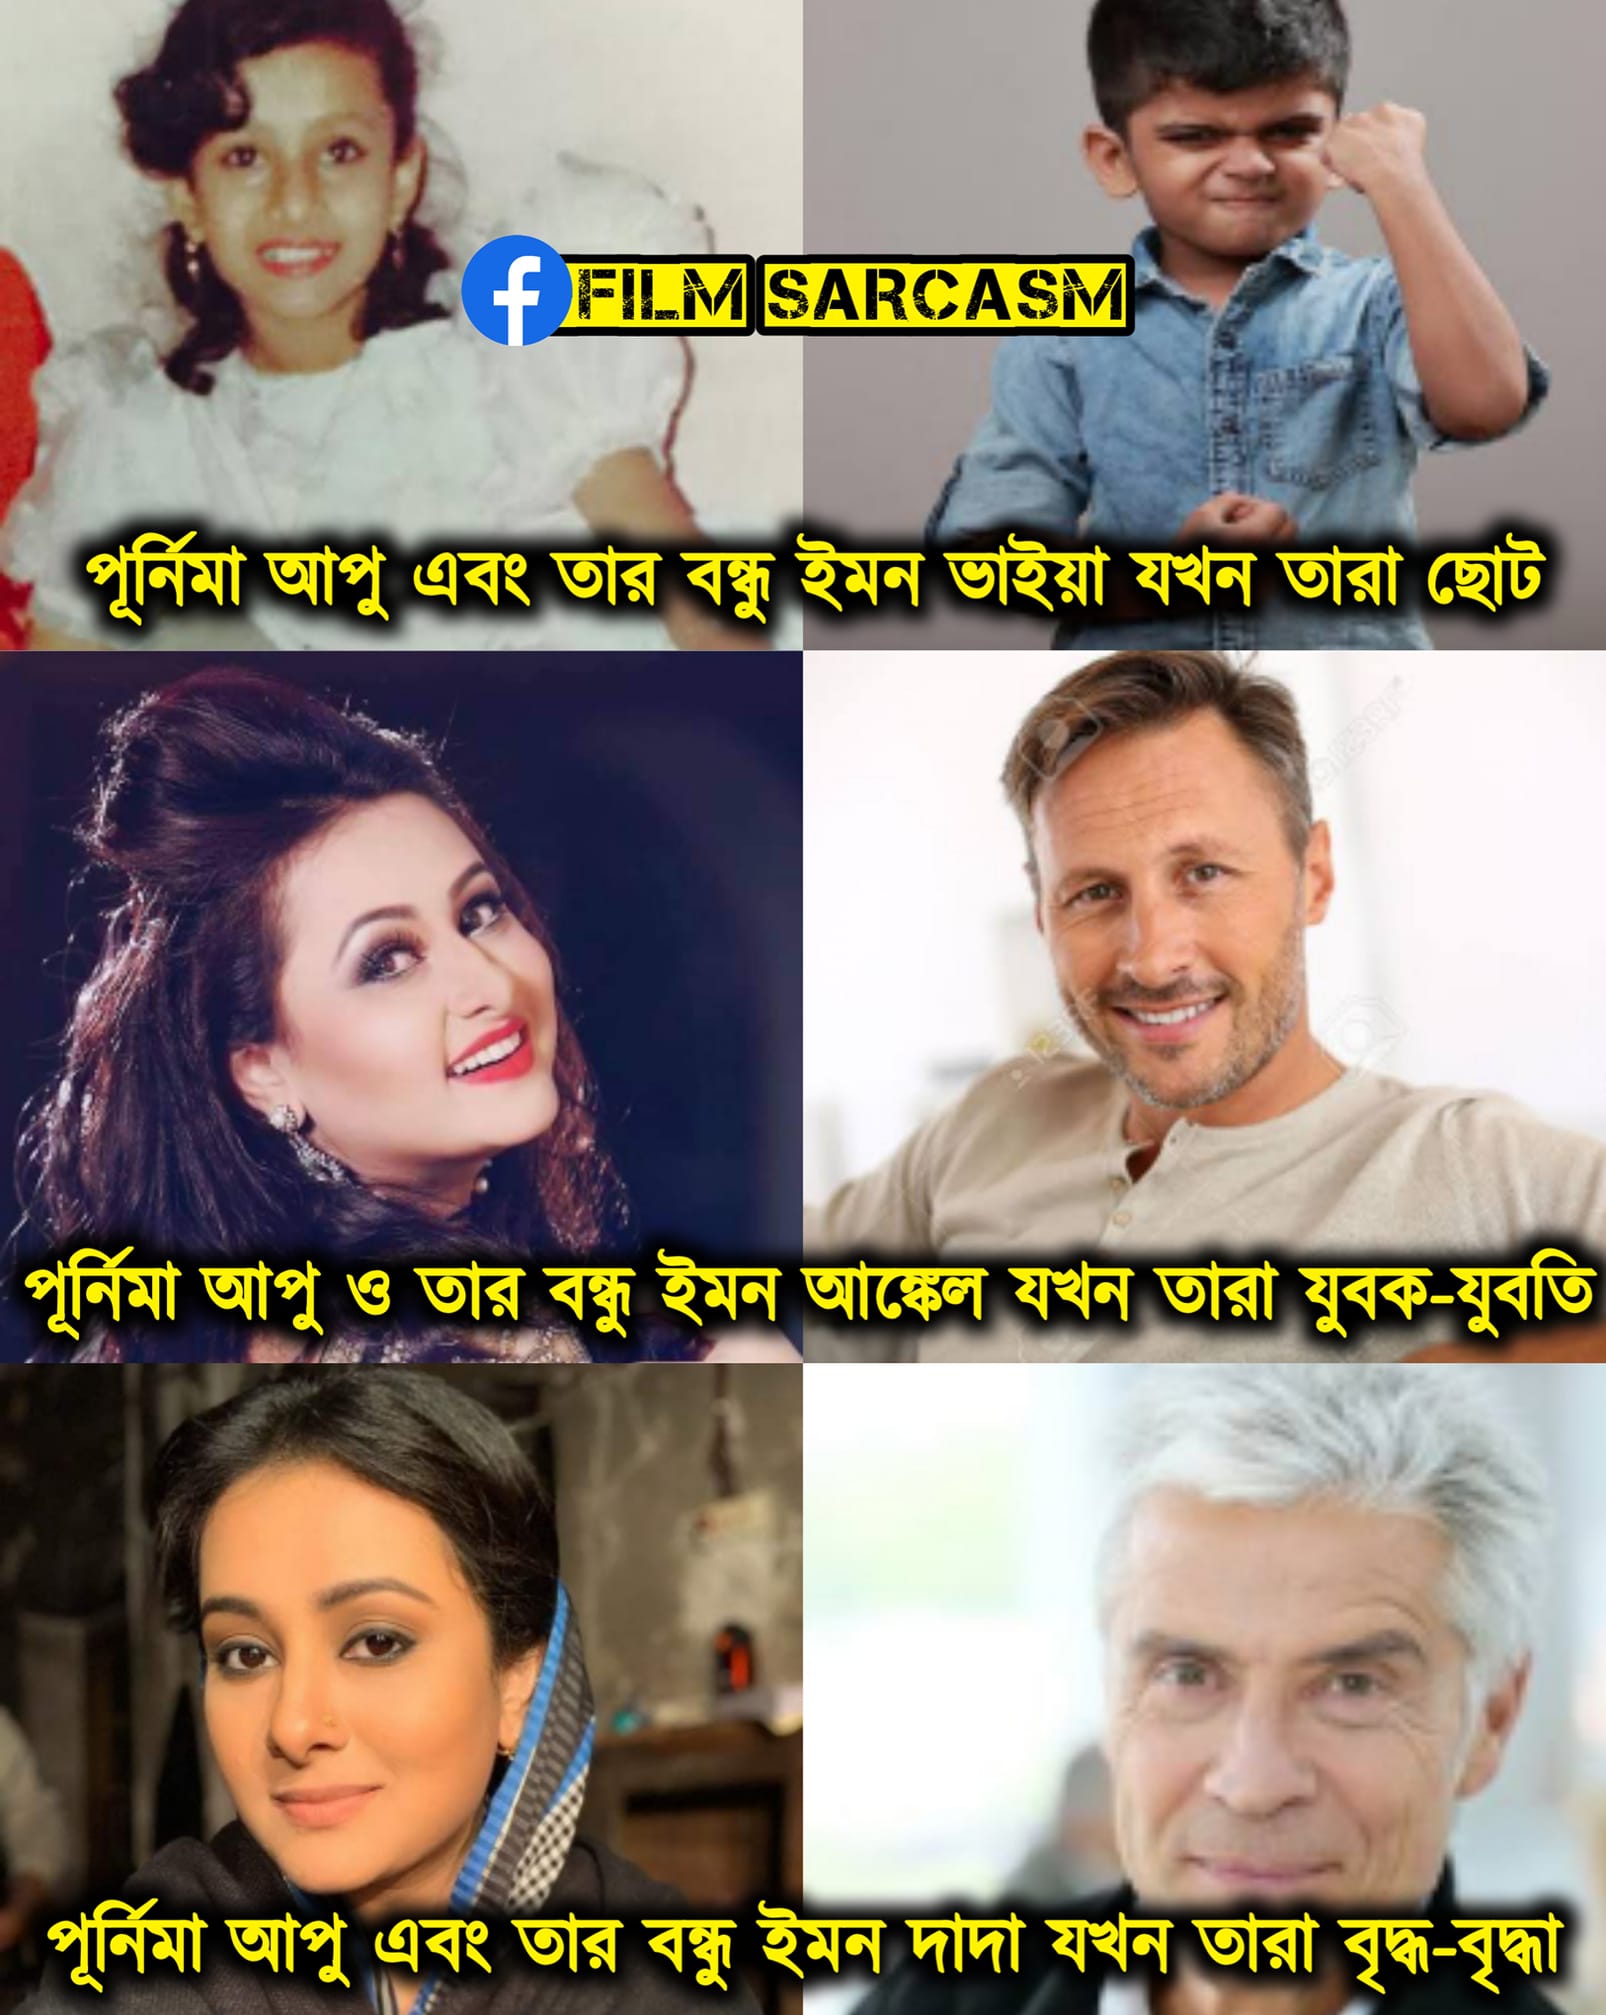 FILM SARCASM
পূর্নিমা আপু এবং তার বন্ধু ইমন ভাইয়া যখন তারা ছোট
পূর্নিমা আপু ও তার বন্ধু ইমন আঙ্কেল যখন তারা যুবক-যুবতি
পূর্নিমা আপু এবং তার বন্ধু ইমন দাদা যখন তারা বৃদ্ধ-বৃদ্ধা